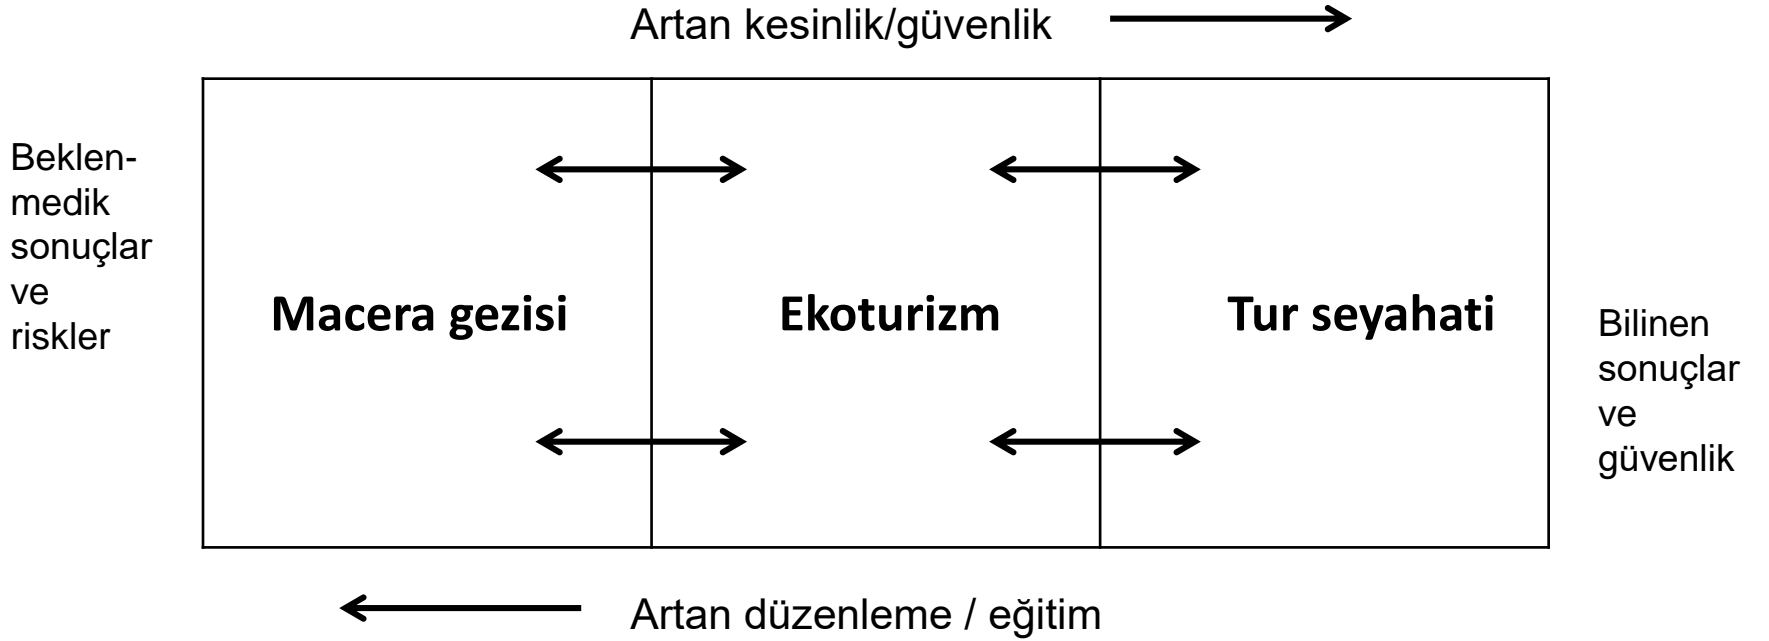 Artan kesinlik/güvenlik
Beklen-
medik
sonuçlar
ve
riskler
Macera gezisi
Ekoturizm
Tur seyahati
Bilinen
sonuçlar
ve
güvenlik
Artan düzenleme / eğitim